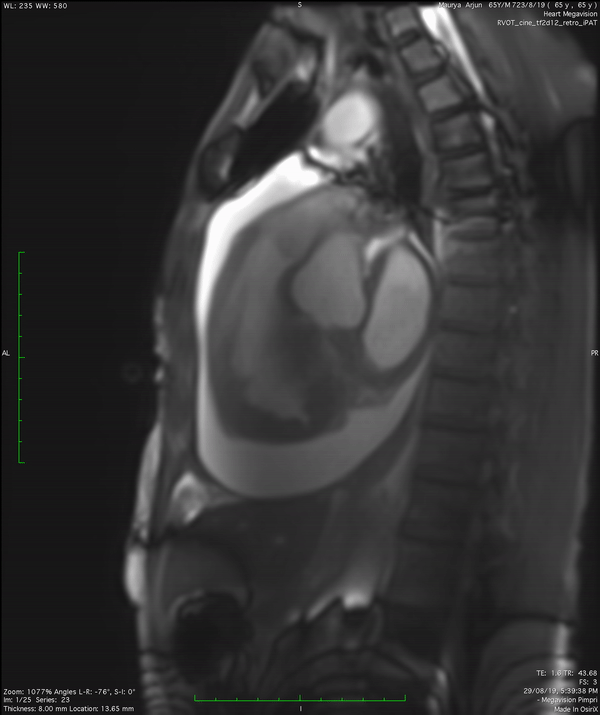 WL: 235 WW: 580
S
Maurya Arjun 65Y/M 723/8/19 ( 65 y , 65 y )
Heart Megavision
RVOT_cine_tf2d12_retro_iPAT
AL
PR
TE: 1.6 TR: 43.68
FS: 3
29/08/19, 5:39:38 PM
- Megavision Pimpri
Made In OsiriX
Zoom: 1077% Angles L-R: -76°, S-I: 0°
Im: 1/25 Series: 23
Thickness: 8.00 mm Location: 13.65 mm
I